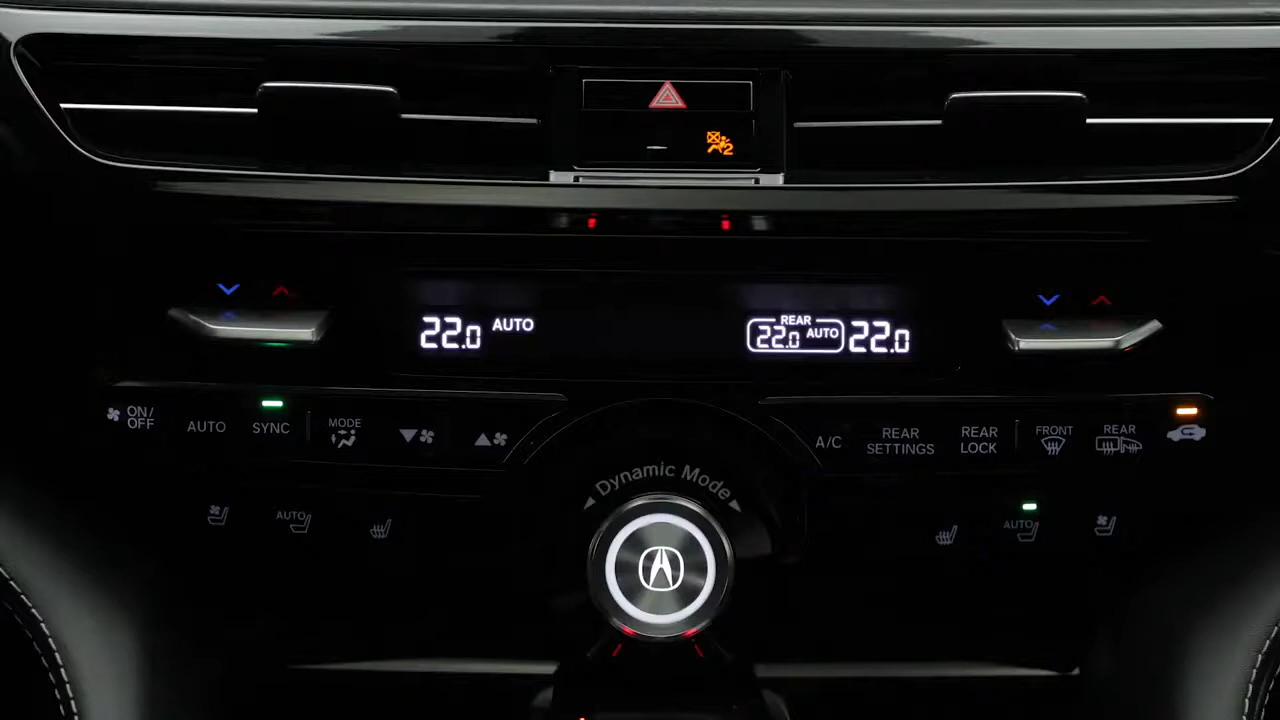 2
22.0 AUTO
REAR
22.0 AUTO
22.0
ON/
OFF
AUTO
SYNC
MODE
A/C
REAR
SETTINGS
REAR
LOCK
FRONT
REAR
Dynamic Mode
AUTO
AUTO